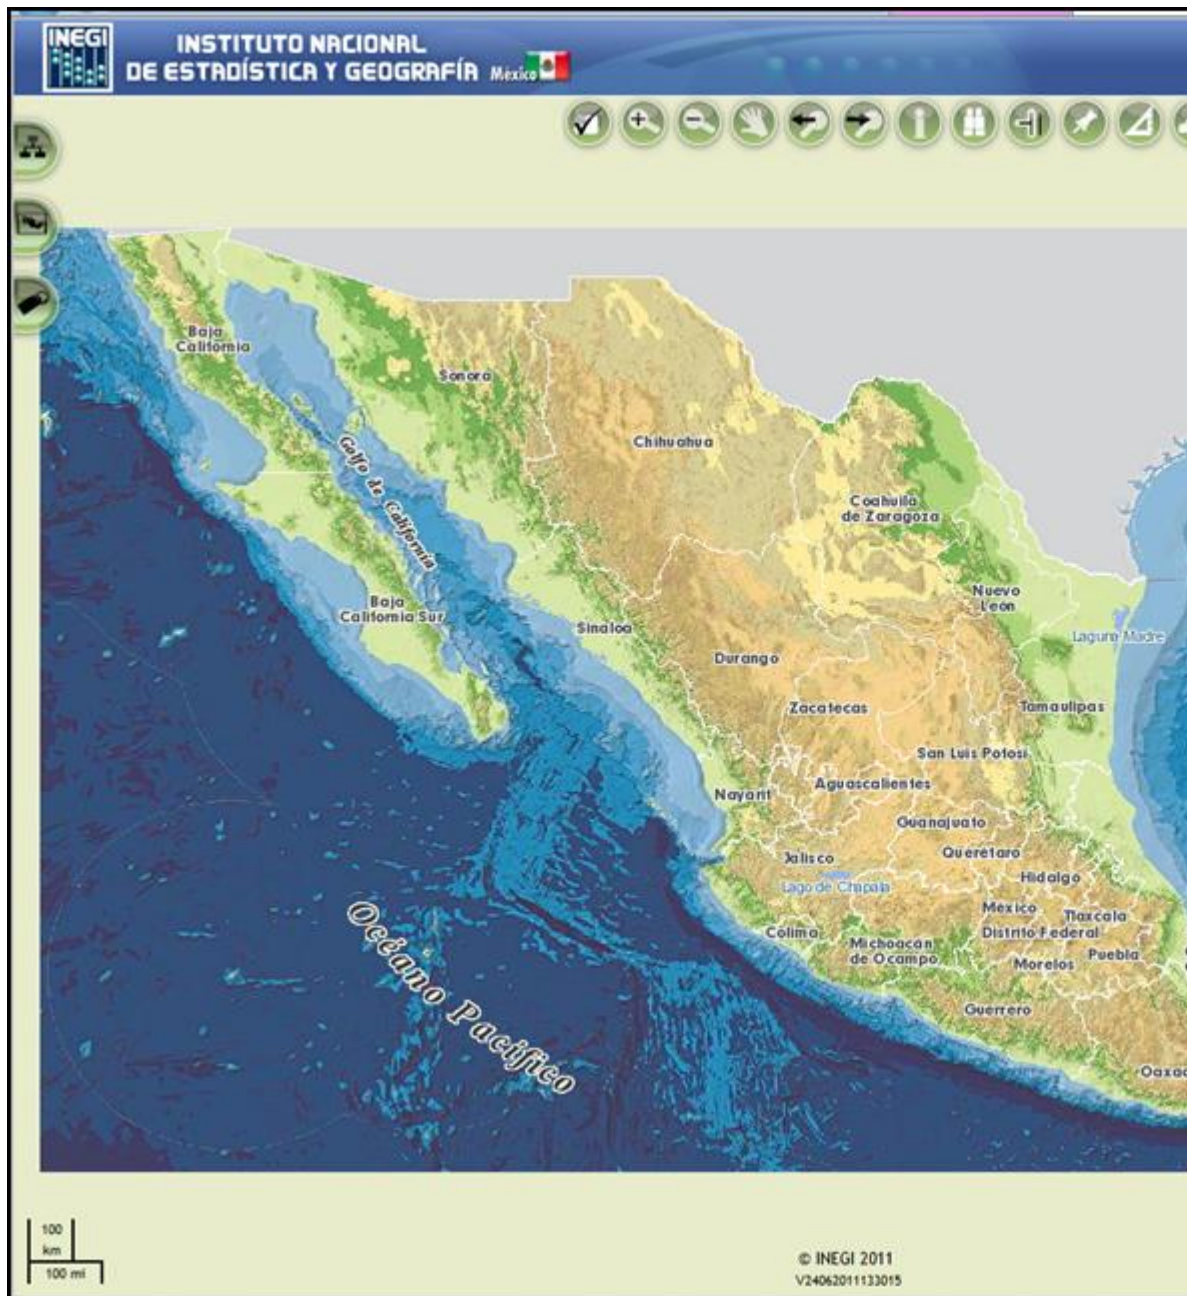 INEGI
INSTITUTO NACIONAL
DE ESTADÍSTICA Y GEOGRAFÍA México
Baja
California
Sonora
Chihuahua
Golfo de California
Coahuila
de Zaragoza
Nuevo
León
Baja
California Sur
Sinaloa
Laguna Madre
Durango
Zacatecas
Tamaulipas
San Luis Potosí
Aguascalientes
Nayarit
Guanajuato
Querétaro
Jalisco
Hidalgo
Lago de Chapala
México
Tlaxcala
Colima
Distrito Federal
Michoacán
de Ocampo
Puebla
Morelos
Océano Pacífico
Guerrero
Oaxac
100
km
100 mi
© INEGI 2011
V24062011133015